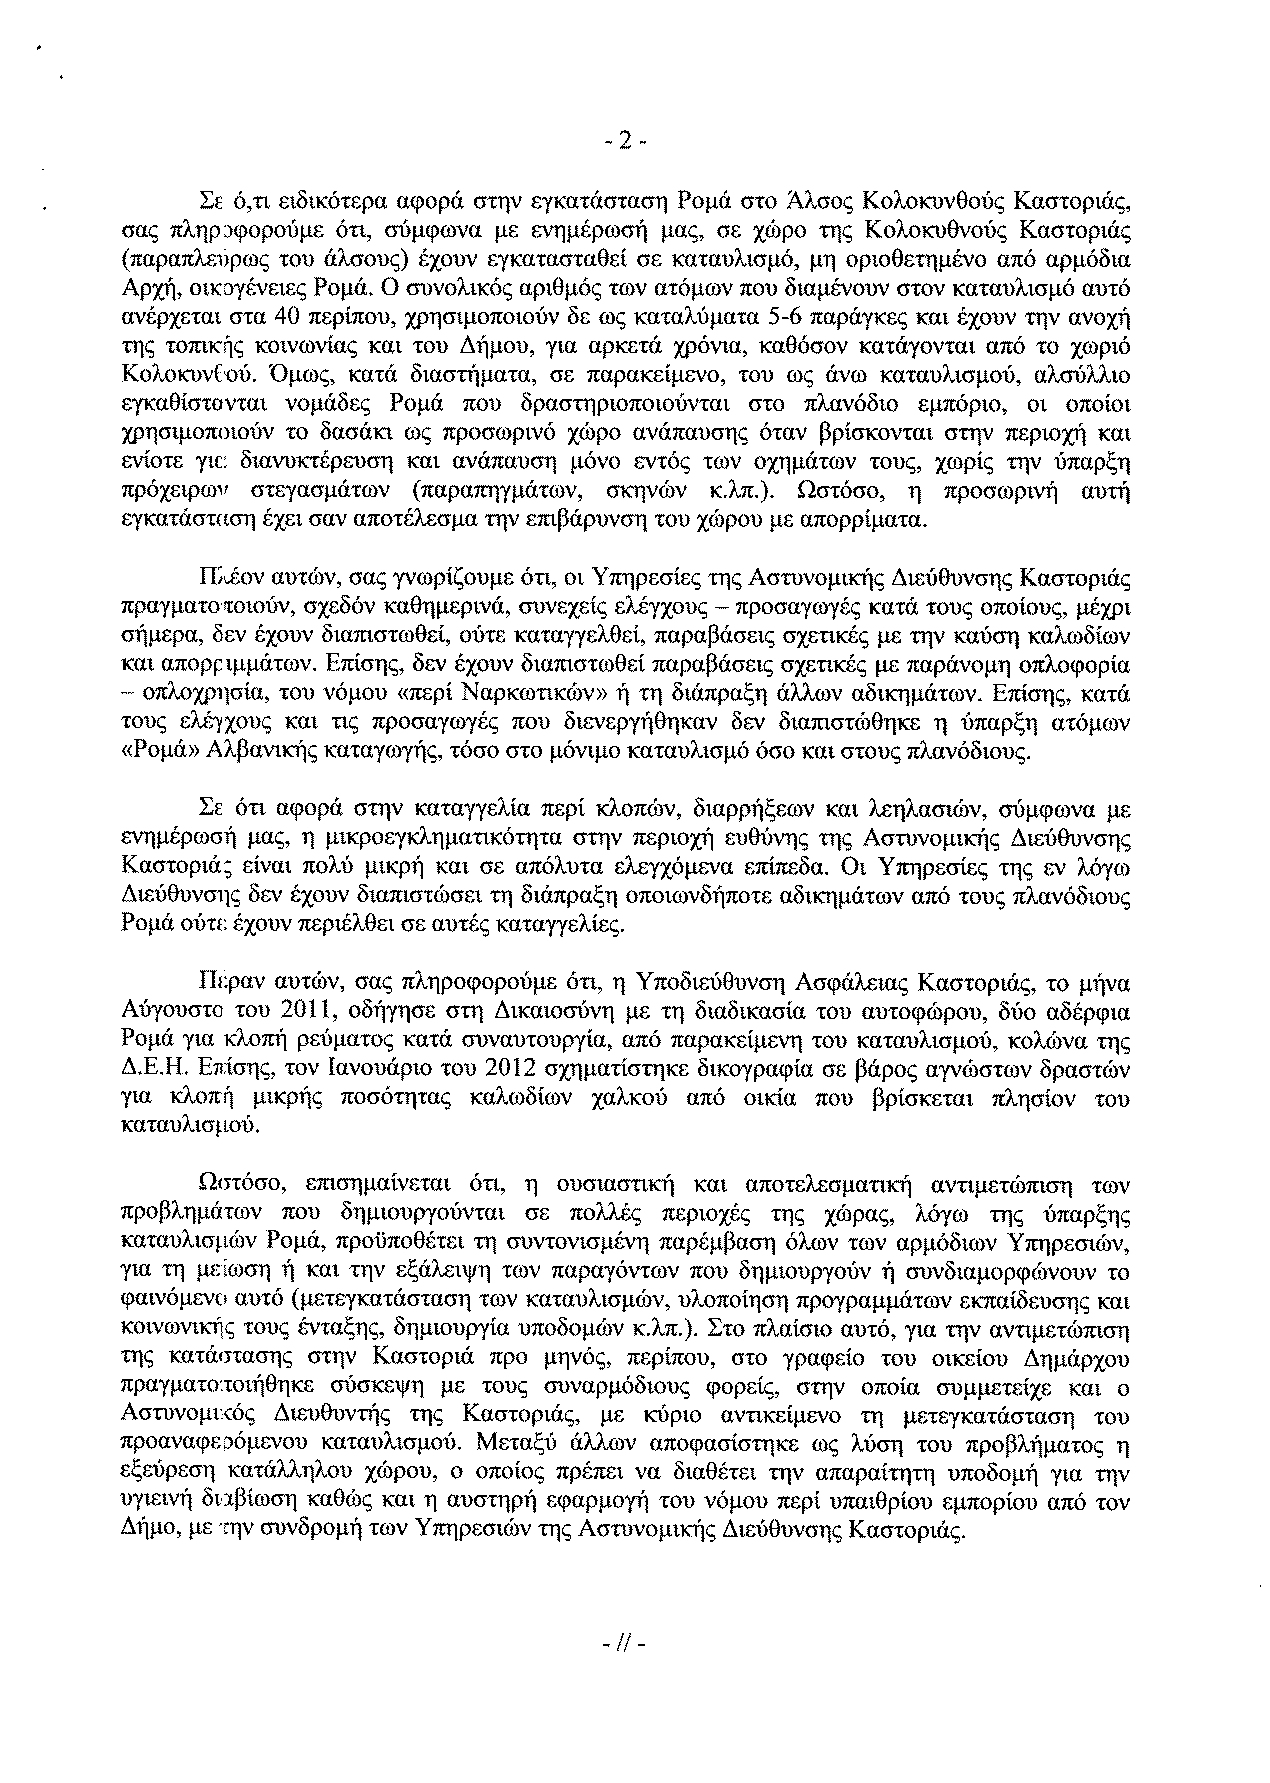 - 2 -
Σε ό,τι ειδικότερα αφορά στην εγκατάσταση Ρομά στο Άλσος Κολοκυνθούς Καστοριάς,
σας πληροφορούμε ότι, σύμφωνα με ενημέρωσή μας, σε χώρο της Κολοκυθνούς Καστοριάς
(παραπλεύρως του άλσους) έχουν εγκατασταθεί σε καταυλισμό, μη οριοθετημένο από αρμόδια
Αρχή, οικογένειες Ρομά. Ο συνολικός αριθμός των ατόμων που διαμένουν στον καταυλισμό αυτό
ανέρχεται στα 40 περίπου, χρησιμοποιούν δε ως καταλύματα 5-6 παράγκες και έχουν την ανοχή
της τοπικής κοινωνίας και του Δήμου, για αρκετά χρόνια, καθόσον κατάγονται από το χωριό
Κολοκυνθού. Όμως, κατά διαστήματα, σε παρακείμενο, του ως άνω καταυλισμού, αλσύλλιο
εγκαθίστανται νομάδες Ρομά που δραστηριοποιούνται στο πλανόδιο εμπόριο, οι οποίοι
χρησιμοποιούν το δασάκι ως προσωρινό χώρο ανάπαυσης όταν βρίσκονται στην περιοχή και
ενίοτε για διανυκτέρευση και ανάπαυση μόνο εντός των οχημάτων τους, χωρίς την ύπαρξη
πρόχειρων στεγασμάτων (παραπηγμάτων, σκηνών κ.λπ.). Ωστόσο, η προσωρινή αυτή
εγκατάσταση έχει σαν αποτέλεσμα την επιβάρυνση του χώρου με απορρίματα.
Πλέον αυτών, σας γνωρίζουμε ότι, οι Υπηρεσίες της Αστυνομικής Διεύθυνσης Καστοριάς
πραγματοποιούν, σχεδόν καθημερινά, συνεχείς ελέγχους – προσαγωγές κατά τους οποίους, μέχρι
σήμερα, δεν έχουν διαπιστωθεί, ούτε καταγγελθεί, παραβάσεις σχετικές με την καύση καλωδίων
και απορριμμάτων. Επίσης, δεν έχουν διαπιστωθεί παραβάσεις σχετικές με παράνομη οπλοφορία
– οπλοχρησία, του νόμου «περί Ναρκωτικών» ή τη διάπραξη άλλων αδικημάτων. Επίσης, κατά
τους ελέγχους και τις προσαγωγές που διενεργήθηκαν δεν διαπιστώθηκε η ύπαρξη ατόμων
«Ρομά» Αλβανικής καταγωγής, τόσο στο μόνιμο καταυλισμό όσο και στους πλανόδιους.
Σε ότι αφορά στην καταγγελία περί κλοπών, διαρρήξεων και λεηλασιών, σύμφωνα με
ενημέρωσή μας, η μικροεγκληματικότητα στην περιοχή ευθύνης της Αστυνομικής Διεύθυνσης
Καστοριάς είναι πολύ μικρή και σε απόλυτα ελεγχόμενα επίπεδα. Οι Υπηρεσίες της εν λόγω
Διεύθυνσης δεν έχουν διαπιστώσει τη διάπραξη οποιωνδήποτε αδικημάτων από τους πλανόδιους
Ρομά ούτε έχουν περιέλθει σε αυτές καταγγελίες.
Πέραν αυτών, σας πληροφορούμε ότι, η Υποδιεύθυνση Ασφάλειας Καστοριάς, το μήνα
Αύγουστο του 2011, οδήγησε στη Δικαιοσύνη με τη διαδικασία του αυτοφώρου, δύο αδέρφια
Ρομά για κλοπή ρεύματος κατά συναυτουργία, από παρακείμενη του καταυλισμού, κολώνα της
Δ.Ε.Η. Επίσης, τον Ιανουάριο του 2012 σχηματίστηκε δικογραφία σε βάρος αγνώστων δραστών
για κλοπή μικρής ποσότητας καλωδίων χαλκού από οικία που βρίσκεται πλησίον του
καταυλισμού.
Ωστόσο, επισημαίνεται ότι, η ουσιαστική και αποτελεσματική αντιμετώπιση των
προβλημάτων που δημιουργούνται σε πολλές περιοχές της χώρας, λόγω της ύπαρξης
καταυλισμών Ρομά, προϋποθέτει τη συντονισμένη παρέμβαση όλων των αρμόδιων Υπηρεσιών,
για τη μείωση ή και την εξάλειψη των παραγόντων που δημιουργούν ή συνδιαμορφώνουν το
φαινόμενο αυτό (μετεγκατάσταση των καταυλισμών, υλοποίηση προγραμμάτων εκπαίδευσης και
κοινωνικής τους ένταξης, δημιουργία υποδομών κ.λπ.). Στο πλαίσιο αυτό, για την αντιμετώπιση
της κατάστασης στην Καστοριά προ μηνός, περίπου, στο γραφείο του οικείου Δημάρχου
πραγματοποιήθηκε σύσκεψη με τους συναρμόδιους φορείς, στην οποία συμμετείχε και ο
Αστυνομικός Διευθυντής της Καστοριάς, με κύριο αντικείμενο τη μετεγκατάσταση του
προαναφερόμενου καταυλισμού. Μεταξύ άλλων αποφασίστηκε ως λύση του προβλήματος η
εξεύρεση κατάλληλου χώρου, ο οποίος πρέπει να διαθέτει την απαραίτητη υποδομή για την
υγιεινή διαβίωση καθώς και η αυστηρή εφαρμογή του νόμου περί υπαιθρίου εμπορίου από τον
Δήμο, με την συνδρομή των Υπηρεσιών της Αστυνομικής Διεύθυνσης Καστοριάς.
- // -